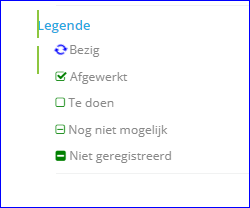 Legende
Bezig
Afgewerkt
Te doen
Nog niet mogelijk
Niet geregistreerd